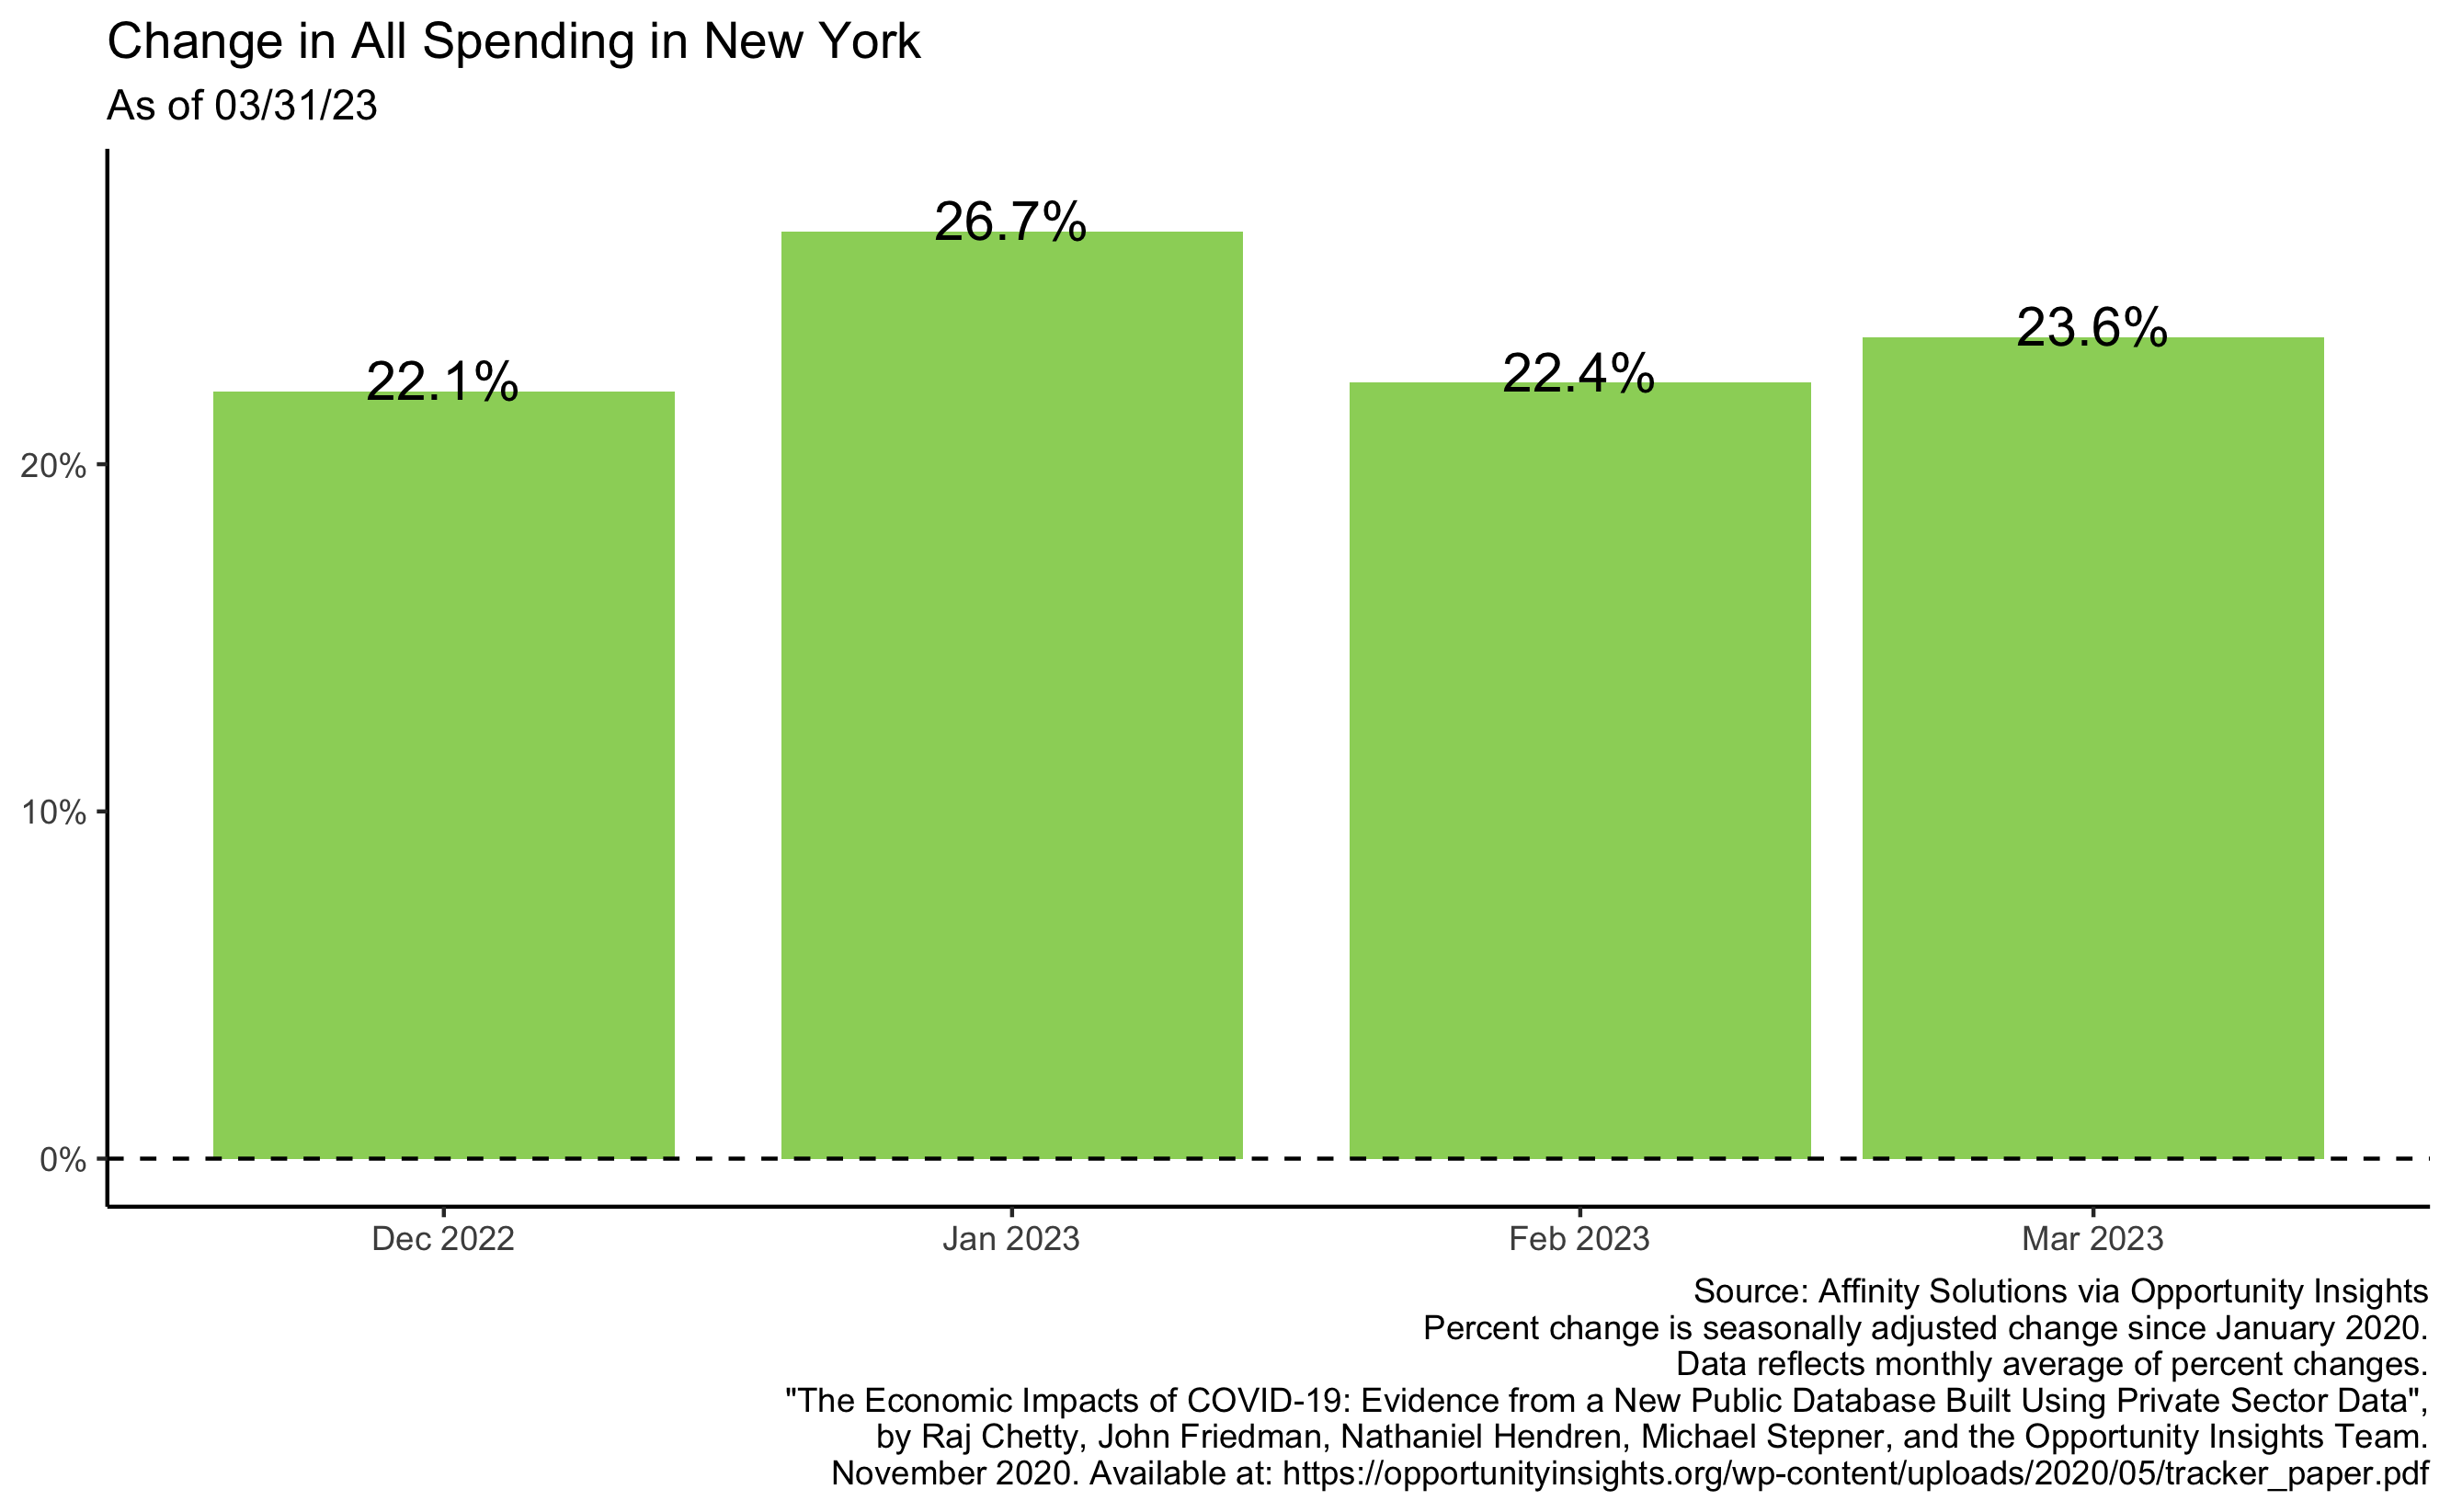 Change in All Spending in New York
As of 03/31/23
26.7%
23.6%
22.4%
22.1%
20%
10%
0%
Dec 2022
Jan 2023
Feb 2023
Mar 2023
Source: Affinity Solutions via Opportunity Insights
Percent change is seasonally adjusted change since January 2020.
Data reflects monthly average of percent changes.
"The Economic Impacts of COVID-19: Evidence from a New Public Database Built Using Private Sector Data",
by Raj Chetty, John Friedman, Nathaniel Hendren, Michael Stepner, and the Opportunity Insights Team.
November 2020. Available at: https://opportunityinsights.org/wp-content/uploads/2020/05/tracker_paper.pdf